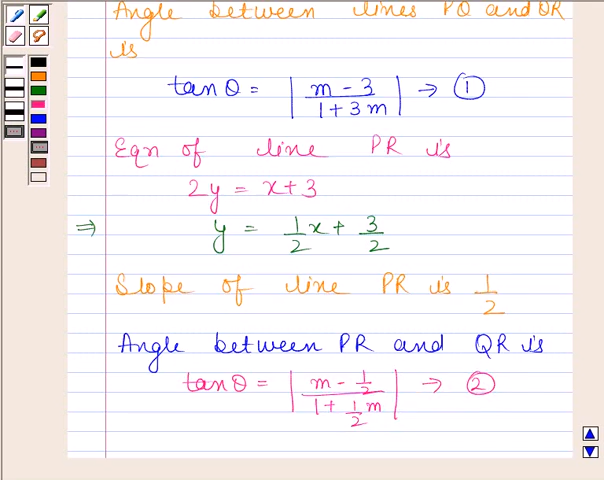 Angle between lines PQ and QR
is
tanθ = | (m - 3)/(1 + 3m) | → ①
Eqn of line PR is
2y = x + 3
⇒ y = 1/2 x + 3/2
Slope of line PR is 1/2
Angle between PR and QR is
tanθ = | (m - 1/2)/(1 + 1/2 m) | → ②